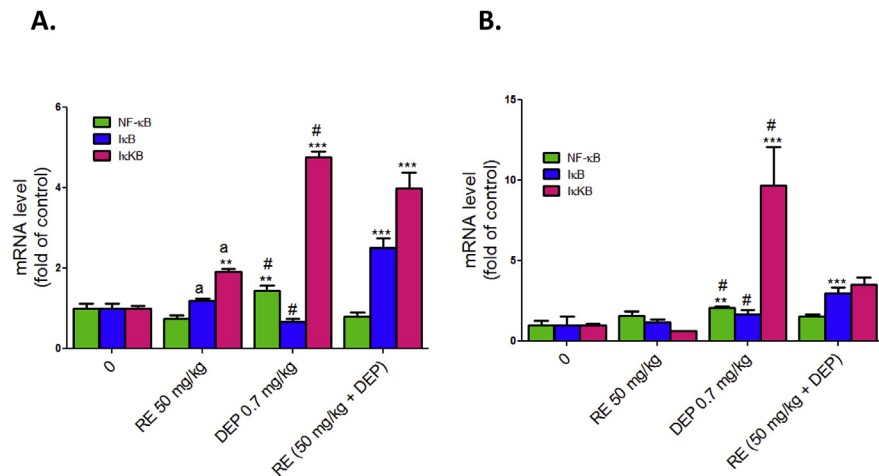 A.
B.
6
4
2
0
mRNA level
(fold of control)
NF-κB
IκB
IκKB
a
a
**
#
**
#
#
***
***
***
0
RE 50 mg/kg
DEP 0.7 mg/kg
RE (50 mg/kg + DEP)
15
10
5
0
mRNA level
(fold of control)
NF-κB
IκB
IκKB
#
**
#
#
***
***
0
RE 50 mg/kg
DEP 0.7 mg/kg
RE (50 mg/kg + DEP)